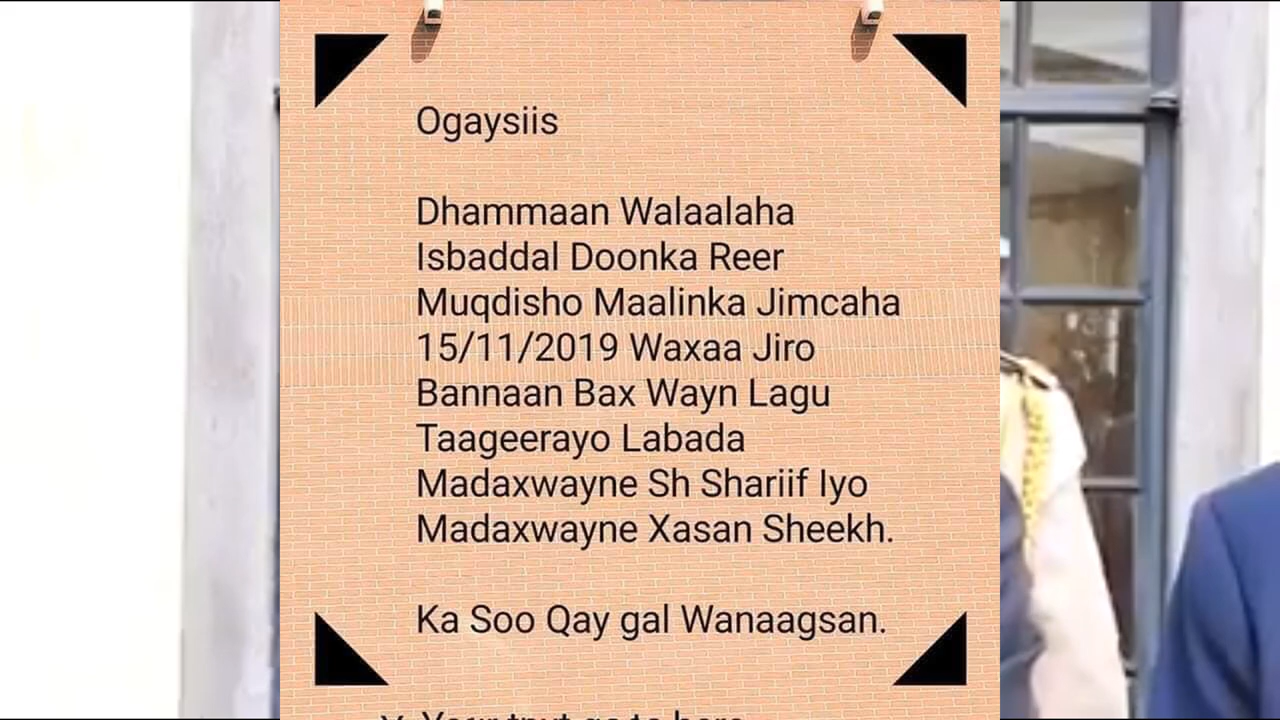 Ogaysiis
Dhammaan Walaalaha
Isbaddal Doonka Reer
Muqdisho Maalinka Jimcaha
15/11/2019 Waxaa Jiro
Bannaan Bax Wayn Lagu
Taageerayo Labada
Madaxwayne Sh Shariif Iyo
Madaxwayne Xasan Sheekh.
Ka Soo Qay gal Wanaagsan.